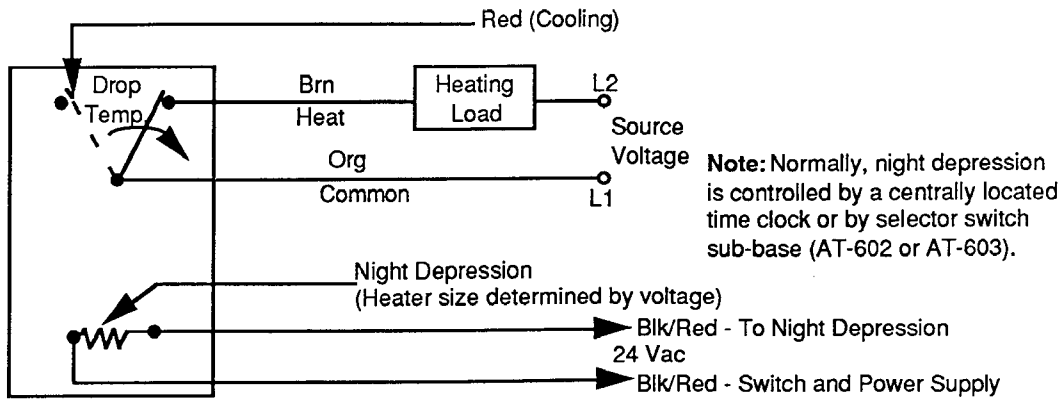 Red (Cooling)
Drop
Temp.
Brn
Heat
Heating
Load
L2
Source
Voltage
Org
Common
L1
Note: Normally, night depression
is controlled by a centrally located
time clock or by selector switch
sub-base (AT-602 or AT-603).
Night Depression
(Heater size determined by voltage)
Blk/Red - To Night Depression
24 Vac
Blk/Red - Switch and Power Supply